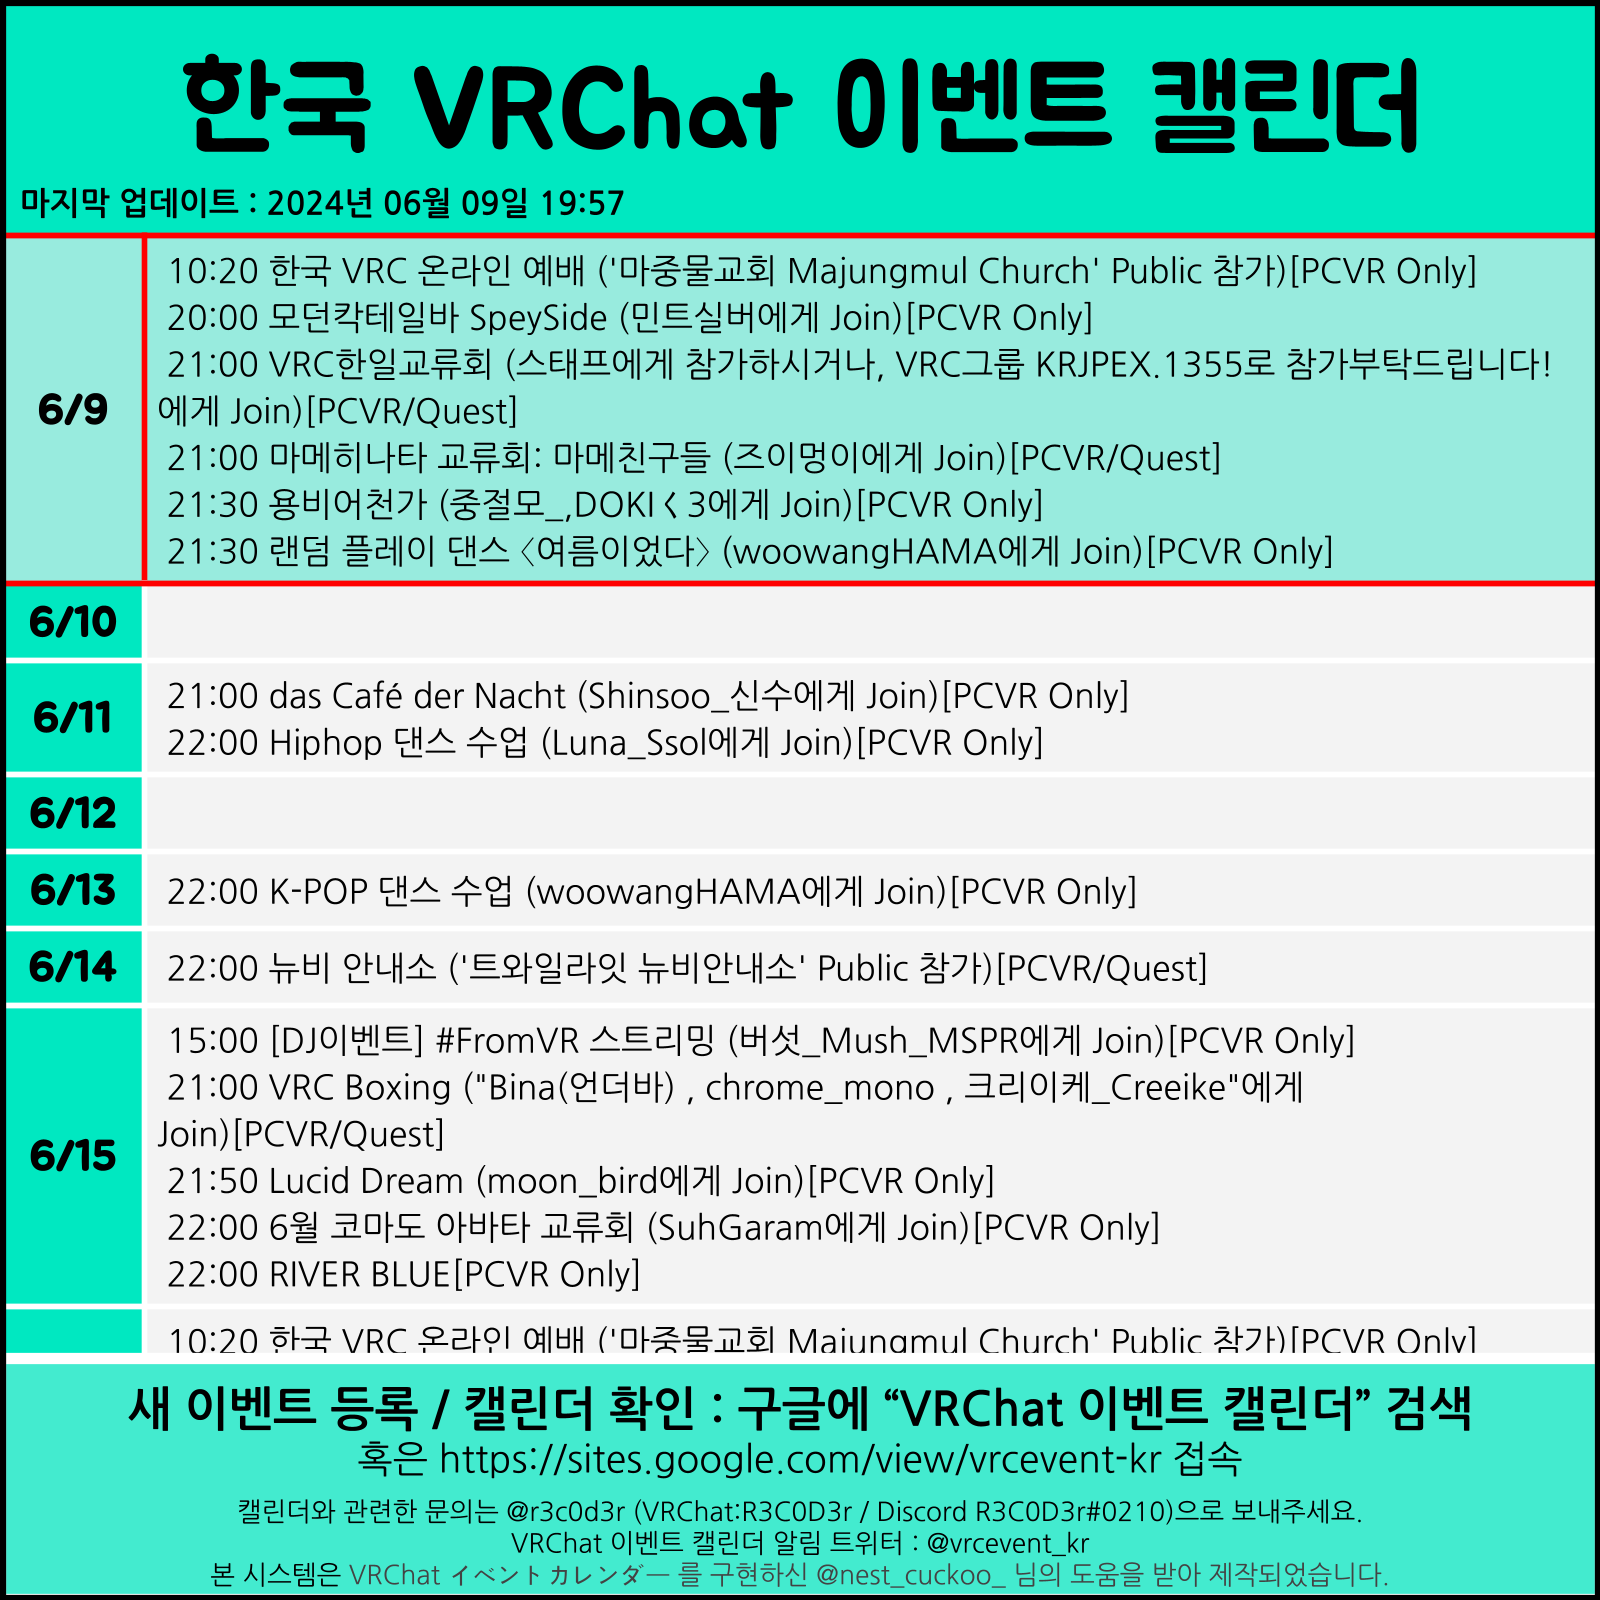 한국 VRChat 이벤트 캘린더
마지막 업데이트 : 2024년 06월 09일 19:57
6/9
10:20 한국 VRC 온라인 예배 ('마중물교회 Majungmul Church' Public 참가)[PCVR Only]
20:00 모던칵테일바 SpeySide (민트실버에게 Join)[PCVR Only]
21:00 VRC한일교류회 (스태프에게 참가하시거나, VRC그룹 KRJPEX.1355로 참가부탁드립니다!
에게 Join)[PCVR/Quest]
21:00 마메히나타 교류회: 마메친구들 (즈이멍이에게 Join)[PCVR/Quest]
21:30 용비어천가 (중절모_,DOKIく3에게 Join)[PCVR Only]
21:30 랜덤 플레이 댄스 〈여름이었다〉 (woowangHAMA에게 Join)[PCVR Only]
6/10
6/11
21:00 das Café der Nacht (Shinsoo_신수에게 Join)[PCVR Only]
22:00 Hiphop 댄스 수업 (Luna_Ssol에게 Join)[PCVR Only]
6/12
6/13
22:00 K-POP 댄스 수업 (woowangHAMA에게 Join)[PCVR Only]
6/14
22:00 뉴비 안내소 ('트와일라잇 뉴비안내소' Public 참가)[PCVR/Quest]
6/15
15:00 [DJ이벤트] #FromVR 스트리밍 (버섯_Mush_MSPR에게 Join)[PCVR Only]
21:00 VRC Boxing ("Bina(언더바) , chrome_mono , 크리이케_Creeike"에게
Join)[PCVR/Quest]
21:50 Lucid Dream (moon_bird에게 Join)[PCVR Only]
22:00 6월 코마도 아바타 교류회 (SuhGaram에게 Join)[PCVR Only]
22:00 RIVER BLUE[PCVR Only]
10:20 한국 VRC 온라인 예배 ('마중물교회 Majungmul Church' Public 참가)[PCVR Only]
새 이벤트 등록 / 캘린더 확인 : 구글에 “VRChat 이벤트 캘린더” 검색
혹은 https://sites.google.com/view/vrcevent-kr 접속
캘린더와 관련한 문의는 @r3c0d3r (VRChat:R3C0D3r / Discord R3C0D3r#0210)으로 보내주세요.
VRChat 이벤트 캘린더 알림 트위터 : @vrcevent_kr
본 시스템은 VRChat イベントカレンダー 를 구현하신 @nest_cuckoo_ 님의 도움을 받아 제작되었습니다.